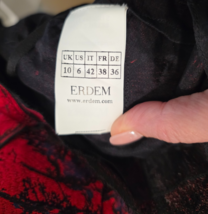 UK US IT FR DE
10 6 42 38 36
ERDEM
www.erdem.com